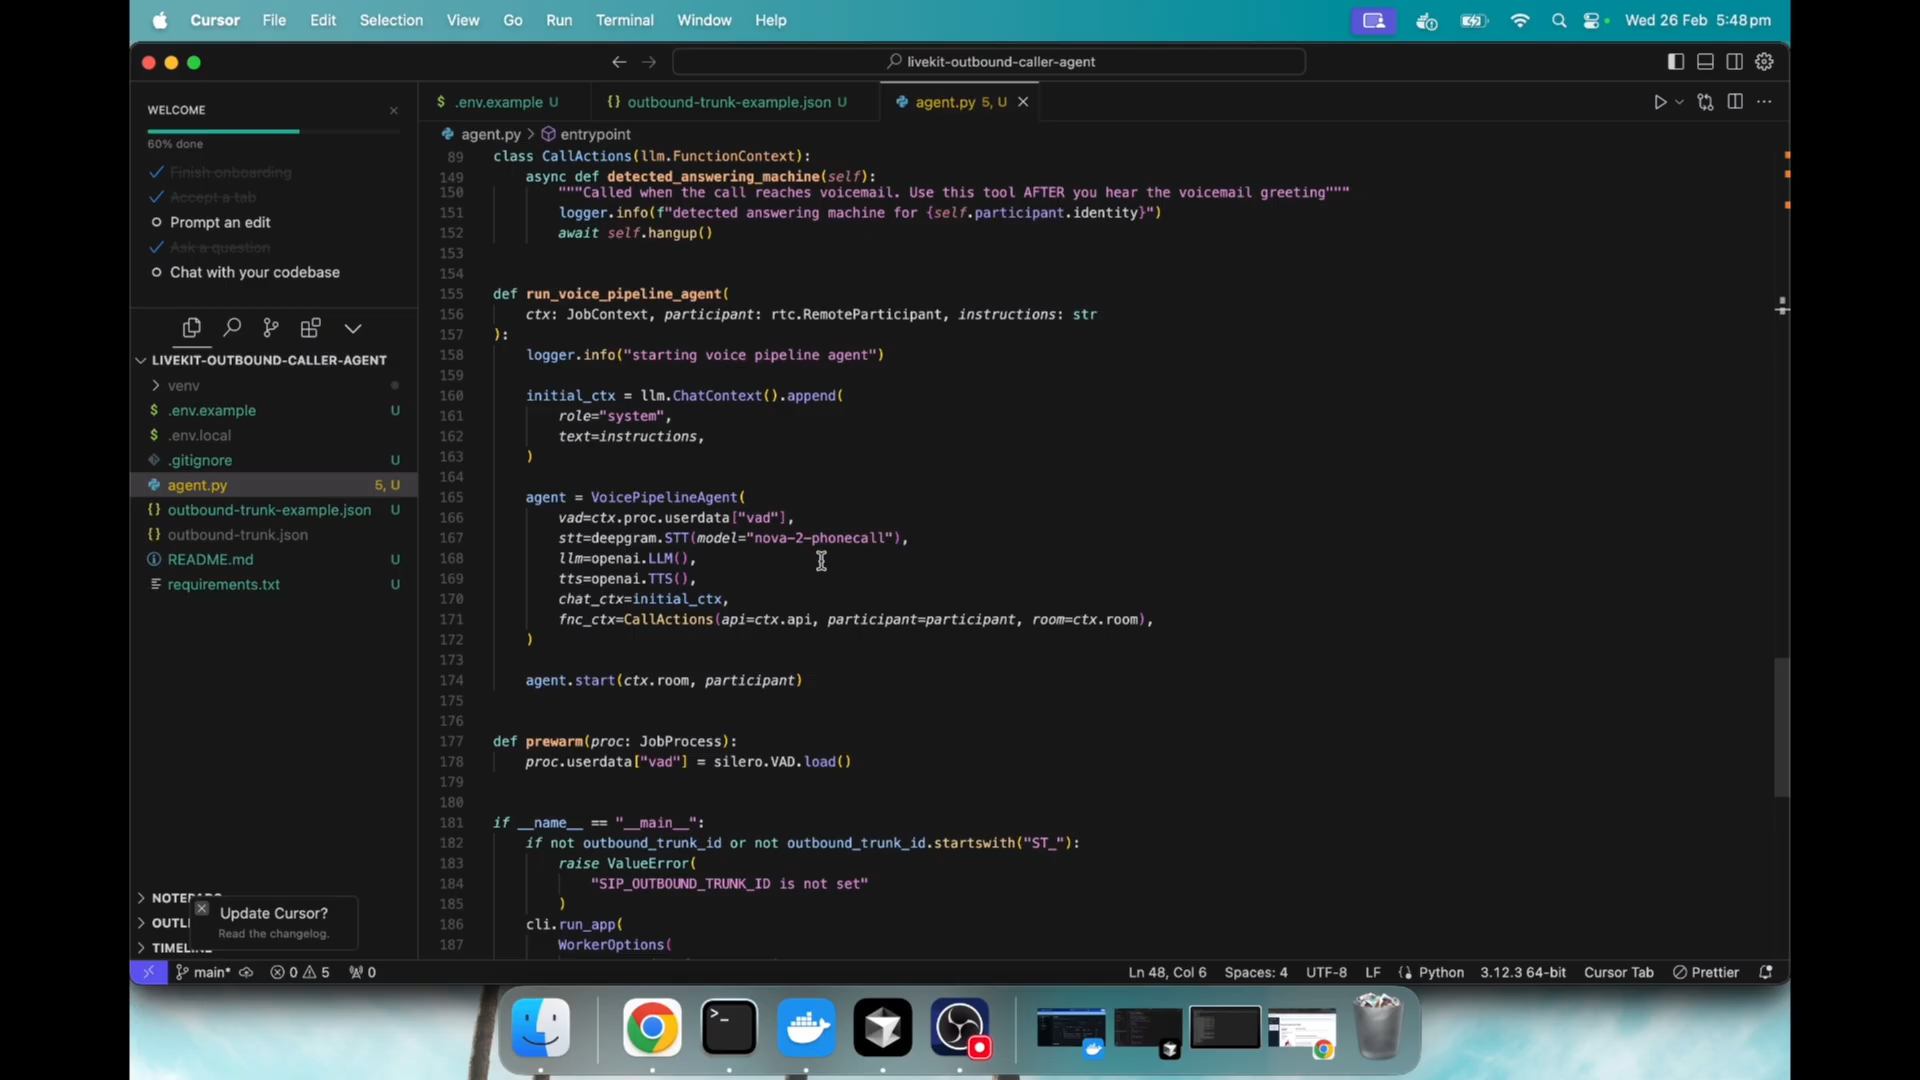 Cursor File Edit Selection View Go Run Terminal Window Help Wed 26 Feb 5:48 pm
livekit-outbound-caller-agent
WELCOME
60% done
Finish onboarding
Accept a tab
Prompt an edit
Ask a question
Chat with your codebase
LIVEKIT-OUTBOUND-CALLER-AGENT
venv
$ .env.example U
$ .env.local
.gitignore U
agent.py 5, U
{} outbound-trunk-example.json U
{} outbound-trunk.json
README.md U
requirements.txt U
OUTLI
TIMELINE
Update Cursor?
Read the changelog.
$ .env.example U {} outbound-trunk-example.json U agent.py 5, U
agent.py > entrypoint
89 class CallActions(llm.FunctionContext):
149 async def detected_answering_machine(self):
150 """Called when the call reaches voicemail. Use this tool AFTER you hear the voicemail greeting"""
151 logger.info(f"detected answering machine for {self.participant.identity}")
152 await self.hangup()
153
154
155 def run_voice_pipeline_agent(
156 ctx: JobContext, participant: rtc.RemoteParticipant, instructions: str
157 ):
158 logger.info("starting voice pipeline agent")
159
160 initial_ctx = llm.ChatContext().append(
161 role="system",
162 text=instructions,
163 )
164
165 agent = VoicePipelineAgent(
166 vad=ctx.proc.userdata["vad"],
167 stt=deepgram.STT(model="nova-2-phonecall"),
168 llm=openai.LLM(),
169 tts=openai.TTS(),
170 chat_ctx=initial_ctx,
171 fnc_ctx=CallActions(api=ctx.api, participant=participant, room=ctx.room),
172 )
173
174 agent.start(ctx.room, participant)
175
176
177 def prewarm(proc: JobProcess):
178 proc.userdata["vad"] = silero.VAD.load()
179
180
181 if __name__ == "__main__":
182 if not outbound_trunk_id or not outbound_trunk_id.startswith("ST_"):
183 raise ValueError(
184 "SIP_OUTBOUND_TRUNK_ID is not set"
185 )
186 cli.run_app(
187 WorkerOptions(
main* 0 5 0 Ln 48, Col 6 Spaces: 4 UTF-8 LF Python 3.12.3 64-bit Cursor Tab Prettier